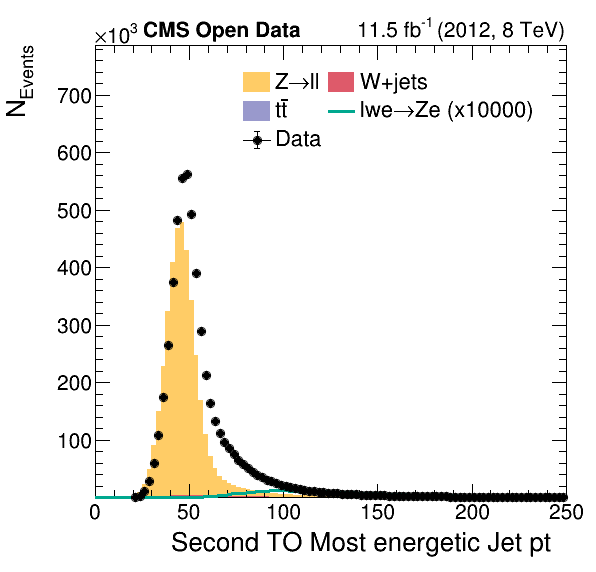 ×10³ CMS Open Data 11.5 fb⁻¹ (2012, 8 TeV)
N_Events
Z→ll W+jets
tt̄ lwe→Ze (x10000)
Data
700
600
500
400
300
200
100
0 50 100 150 200 250
Second TO Most energetic Jet pt